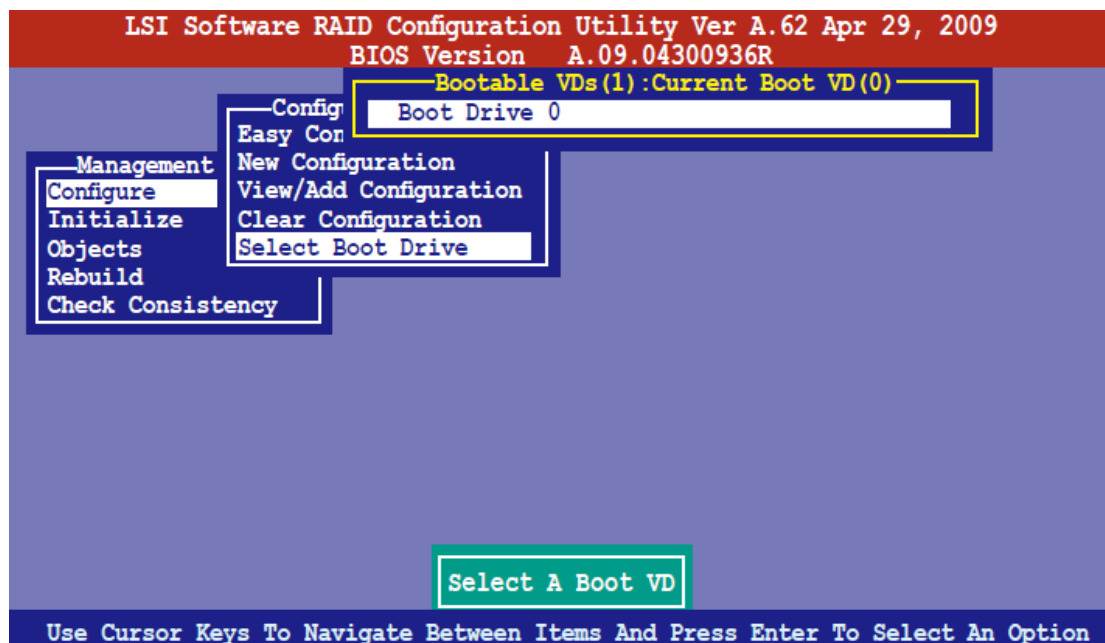 LSI Software RAID Configuration Utility Ver A.62 Apr 29, 2009
BIOS Version A.09.04300936R
Bootable VDs(1):Current Boot VD(0)
Boot Drive 0
Config
Easy Con
New Configuration
View/Add Configuration
Clear Configuration
Select Boot Drive
Management
Configure
Initialize
Objects
Rebuild
Check Consistency
Select A Boot VD
Use Cursor Keys To Navigate Between Items And Press Enter To Select An Option